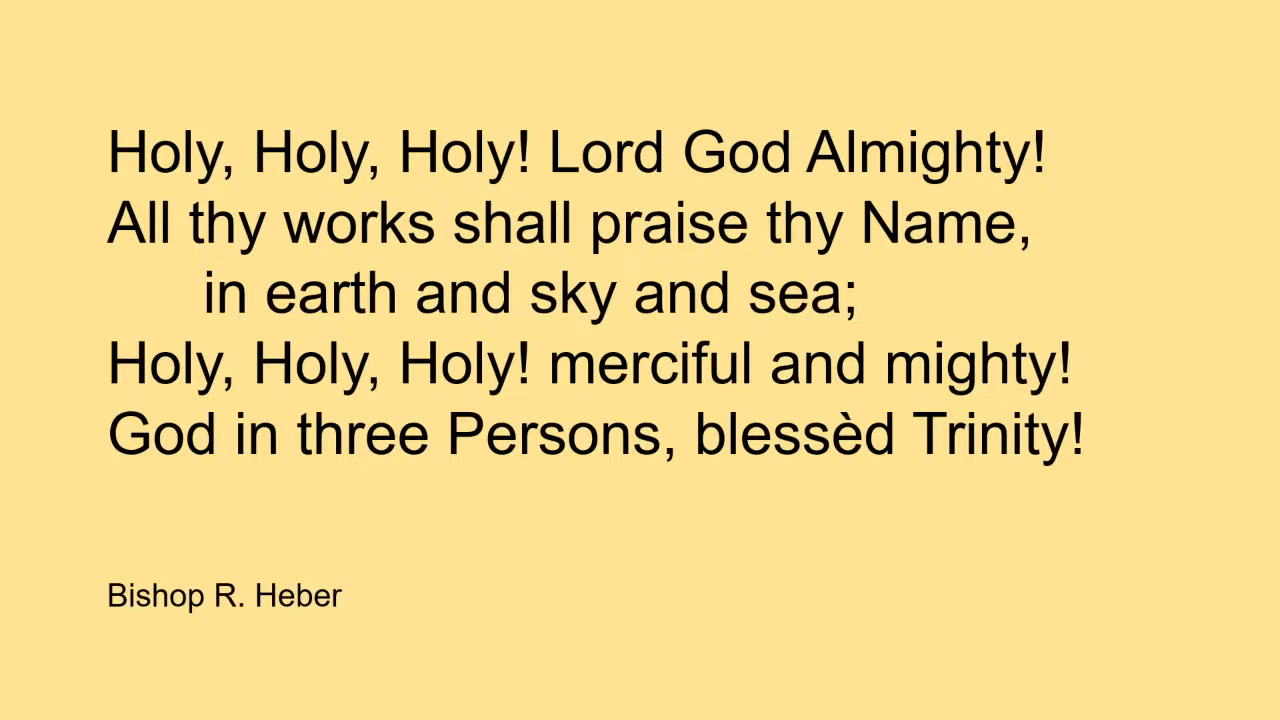 Holy, Holy, Holy! Lord God Almighty!
All thy works shall praise thy Name,
in earth and sky and sea;
Holy, Holy, Holy! merciful and mighty!
God in three Persons, blessèd Trinity!
Bishop R. Heber